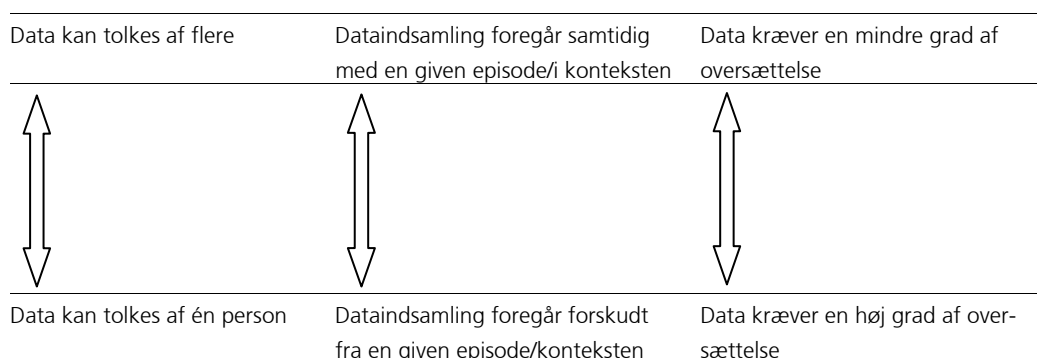 Data kan tolkes af flere
Dataindsamling foregår samtidig
med en given episode/i konteksten
Data kræver en mindre grad af
oversættelse
Data kan tolkes af én person
Dataindsamling foregår forskudt
fra en given episode/konteksten
Data kræver en høj grad af over-
sættelse